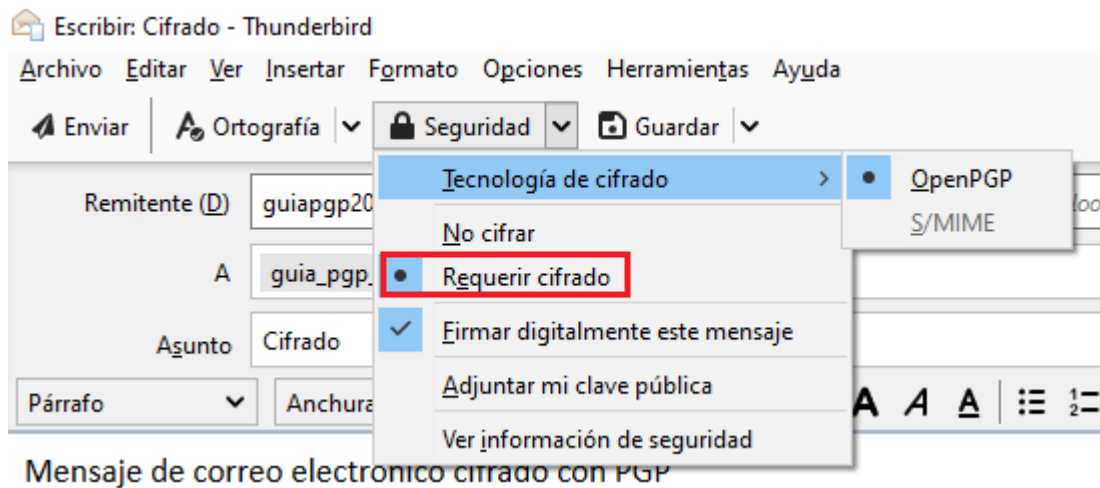 Escribir: Cifrado - Thunderbird
Archivo Editar Ver Insertar Formato Opciones Herramientas Ayuda
Enviar Ortografía Seguridad Guardar
Tecnología de cifrado OpenPGP
Remitente (D) guiapgp20
No cifrar S/MIME
A guia_pgp_ Requerir cifrado
Firmar digitalmente este mensaje
Asunto Cifrado
Adjuntar mi clave pública
Párrafo Anchura A A A
Ver información de seguridad
Mensaje de correo electrónico cifrado con PGP